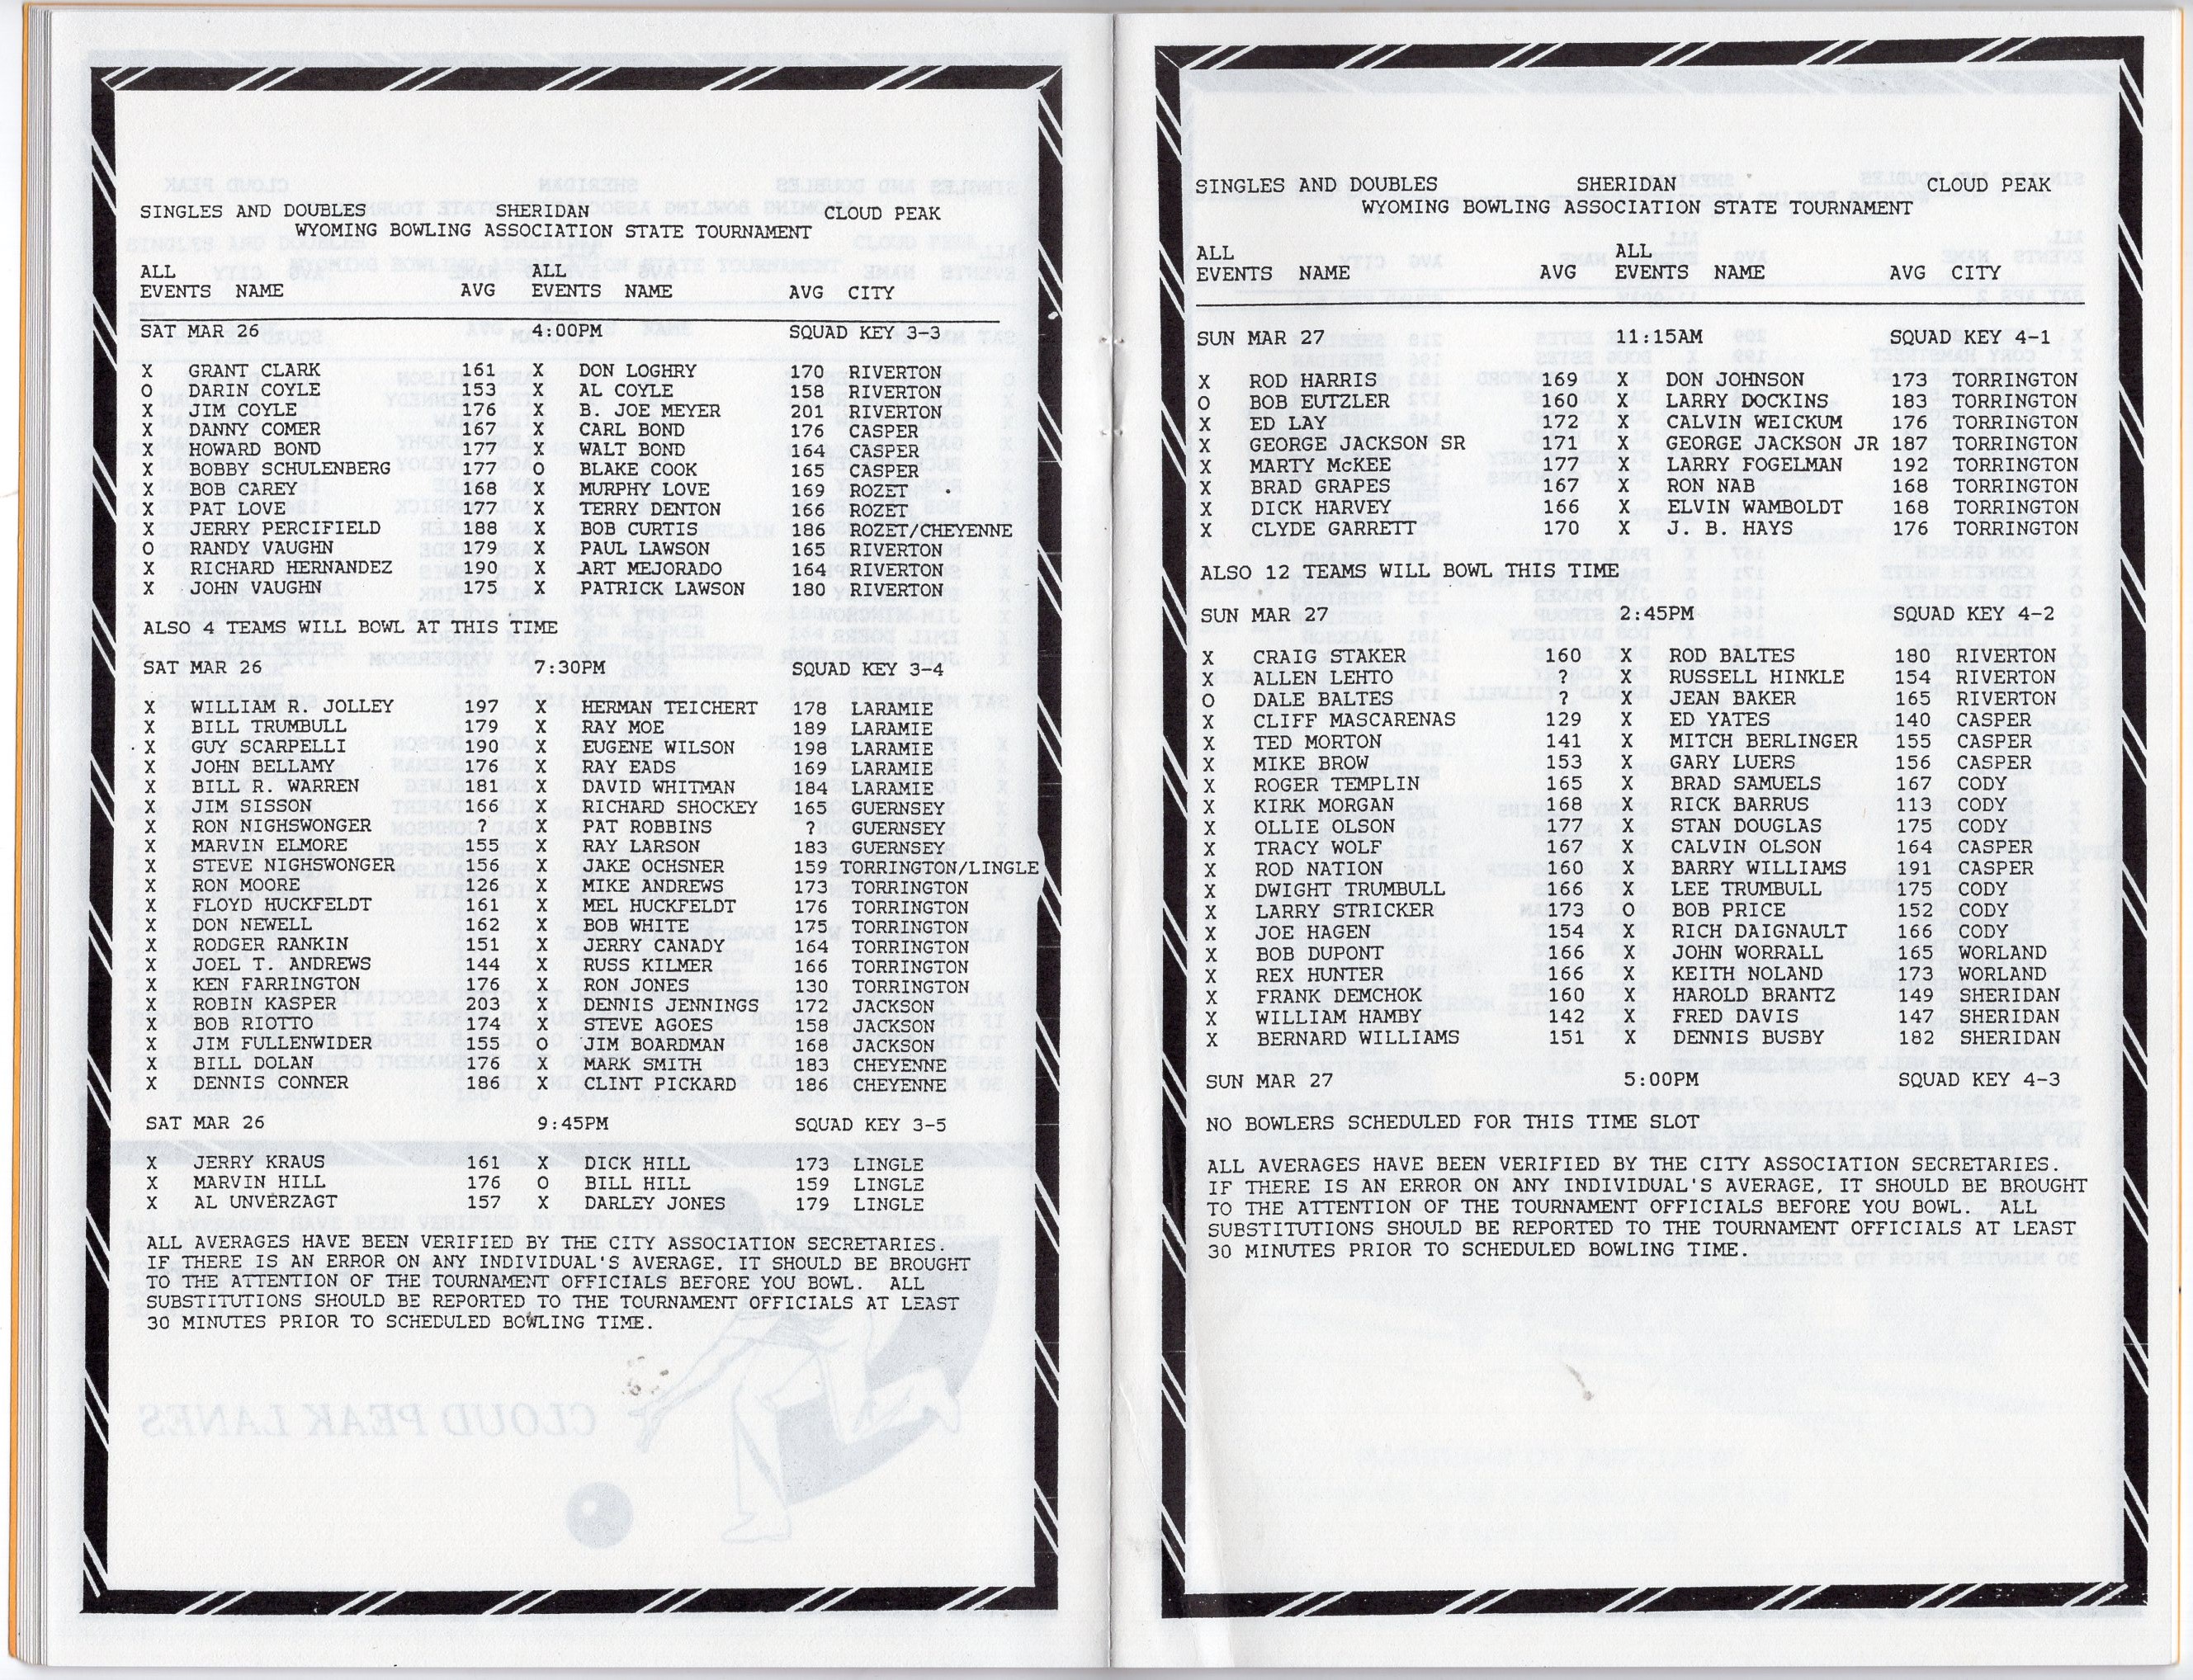 SINGLES AND DOUBLES SHERIDAN CLOUD PEAK
WYOMING BOWLING ASSOCIATION STATE TOURNAMENT
ALL ALL
EVENTS NAME AVG EVENTS NAME AVG CITY
SAT MAR 26 4:00PM SQUAD KEY 3-3
X GRANT CLARK 161 X DON LOGHRY 170 RIVERTON
O DARIN COYLE 153 X AL COYLE 158 RIVERTON
X JIM COYLE 176 X B. JOE MEYER 201 RIVERTON
X DANNY COMER 167 X CARL BOND 176 CASPER
X HOWARD BOND 177 X WALT BOND 164 CASPER
X BOBBY SCHULENBERG 177 O BLAKE COOK 165 CASPER
X BOB CAREY 168 X MURPHY LOVE 169 ROZET
X PAT LOVE 177 X TERRY DENTON 166 ROZET
X JERRY PERCIFIELD 188 X BOB CURTIS 186 ROZET/CHEYENNE
O RANDY VAUGHN 179 X PAUL LAWSON 165 RIVERTON
X RICHARD HERNANDEZ 190 X ART MEJORADO 164 RIVERTON
X JOHN VAUGHN 175 X PATRICK LAWSON 180 RIVERTON
ALSO 4 TEAMS WILL BOWL AT THIS TIME
SAT MAR 26 7:30PM SQUAD KEY 3-4
X WILLIAM R. JOLLEY 197 X HERMAN TEICHERT 178 LARAMIE
X BILL TRUMBULL 179 X RAY MOE 189 LARAMIE
X GUY SCARPELLI 190 X EUGENE WILSON 198 LARAMIE
X JOHN BELLAMY 176 X RAY EADS 169 LARAMIE
X BILL R. WARREN 181 X DAVID WHITMAN 184 LARAMIE
X JIM SISSON 166 X RICHARD SHOCKEY 165 GUERNSEY
X RON NIGHSWONGER ? X PAT ROBBINS ? GUERNSEY
X MARVIN ELMORE 155 X RAY LARSON 183 GUERNSEY
X STEVE NIGHSWONGER 156 X JAKE OCHSNER 159 TORRINGTON/LINGLE
X RON MOORE 126 X MIKE ANDREWS 173 TORRINGTON
X FLOYD HUCKFELDT 161 X MEL HUCKFELDT 176 TORRINGTON
X DON NEWELL 162 X BOB WHITE 175 TORRINGTON
X RODGER RANKIN 151 X JERRY CANADY 164 TORRINGTON
X JOEL T. ANDREWS 144 X RUSS KILMER 166 TORRINGTON
X KEN FARRINGTON 176 X RON JONES 130 TORRINGTON
X ROBIN KASPER 203 X DENNIS JENNINGS 172 JACKSON
X BOB RIOTTO 174 X STEVE AGOES 158 JACKSON
X JIM FULLENWIDER 155 O JIM BOARDMAN 168 JACKSON
X BILL DOLAN 176 X MARK SMITH 183 CHEYENNE
X DENNIS CONNER 186 X CLINT PICKARD 186 CHEYENNE
SAT MAR 26 9:45PM SQUAD KEY 3-5
X JERRY KRAUS 161 X DICK HILL 173 LINGLE
X MARVIN HILL 176 O BILL HILL 159 LINGLE
X AL UNVERZAGT 157 X DARLEY JONES 179 LINGLE
ALL AVERAGES HAVE BEEN VERIFIED BY THE CITY ASSOCIATION SECRETARIES.
IF THERE IS AN ERROR ON ANY INDIVIDUAL'S AVERAGE, IT SHOULD BE BROUGHT
TO THE ATTENTION OF THE TOURNAMENT OFFICIALS BEFORE YOU BOWL. ALL
SUBSTITUTIONS SHOULD BE REPORTED TO THE TOURNAMENT OFFICIALS AT LEAST
30 MINUTES PRIOR TO SCHEDULED BOWLING TIME.
SINGLES AND DOUBLES SHERIDAN CLOUD PEAK
WYOMING BOWLING ASSOCIATION STATE TOURNAMENT
ALL ALL
EVENTS NAME AVG EVENTS NAME AVG CITY
SUN MAR 27 11:15AM SQUAD KEY 4-1
X ROD HARRIS 169 X DON JOHNSON 173 TORRINGTON
O BOB EUTZLER 160 X LARRY DOCKINS 183 TORRINGTON
X ED LAY 172 X CALVIN WEICKUM 176 TORRINGTON
X GEORGE JACKSON SR 171 X GEORGE JACKSON JR 187 TORRINGTON
X MARTY McKEE 177 X LARRY FOGELMAN 192 TORRINGTON
X BRAD GRAPES 167 X RON NAB 168 TORRINGTON
X DICK HARVEY 166 X ELVIN WAMBOLDT 168 TORRINGTON
X CLYDE GARRETT 170 X J. B. HAYS 176 TORRINGTON
ALSO 12 TEAMS WILL BOWL THIS TIME
SUN MAR 27 2:45PM SQUAD KEY 4-2
X CRAIG STAKER 160 X ROD BALTES 180 RIVERTON
X ALLEN LEHTO ? X RUSSELL HINKLE 154 RIVERTON
O DALE BALTES ? X JEAN BAKER 165 RIVERTON
X CLIFF MASCARENAS 129 X ED YATES 140 CASPER
X TED MORTON 141 X MITCH BERLINGER 155 CASPER
X MIKE BROW 153 X GARY LUERS 156 CASPER
X ROGER TEMPLIN 165 X BRAD SAMUELS 167 CODY
X KIRK MORGAN 168 X RICK BARRUS 113 CODY
X OLLIE OLSON 177 X STAN DOUGLAS 175 CODY
X TRACY WOLF 167 X CALVIN OLSON 164 CASPER
X ROD NATION 160 X BARRY WILLIAMS 191 CASPER
X DWIGHT TRUMBULL 166 X LEE TRUMBULL 175 CODY
X LARRY STRICKER 173 O BOB PRICE 152 CODY
X JOE HAGEN 154 X RICH DAIGNAULT 166 CODY
X BOB DUPONT 166 X JOHN WORRALL 165 WORLAND
X REX HUNTER 166 X KEITH NOLAND 173 WORLAND
X FRANK DEMCHOK 160 X HAROLD BRANTZ 149 SHERIDAN
X WILLIAM HAMBY 142 X FRED DAVIS 147 SHERIDAN
X BERNARD WILLIAMS 151 X DENNIS BUSBY 182 SHERIDAN
SUN MAR 27 5:00PM SQUAD KEY 4-3
NO BOWLERS SCHEDULED FOR THIS TIME SLOT
ALL AVERAGES HAVE BEEN VERIFIED BY THE CITY ASSOCIATION SECRETARIES.
IF THERE IS AN ERROR ON ANY INDIVIDUAL'S AVERAGE, IT SHOULD BE BROUGHT
TO THE ATTENTION OF THE TOURNAMENT OFFICIALS BEFORE YOU BOWL. ALL
SUBSTITUTIONS SHOULD BE REPORTED TO THE TOURNAMENT OFFICIALS AT LEAST
30 MINUTES PRIOR TO SCHEDULED BOWLING TIME.